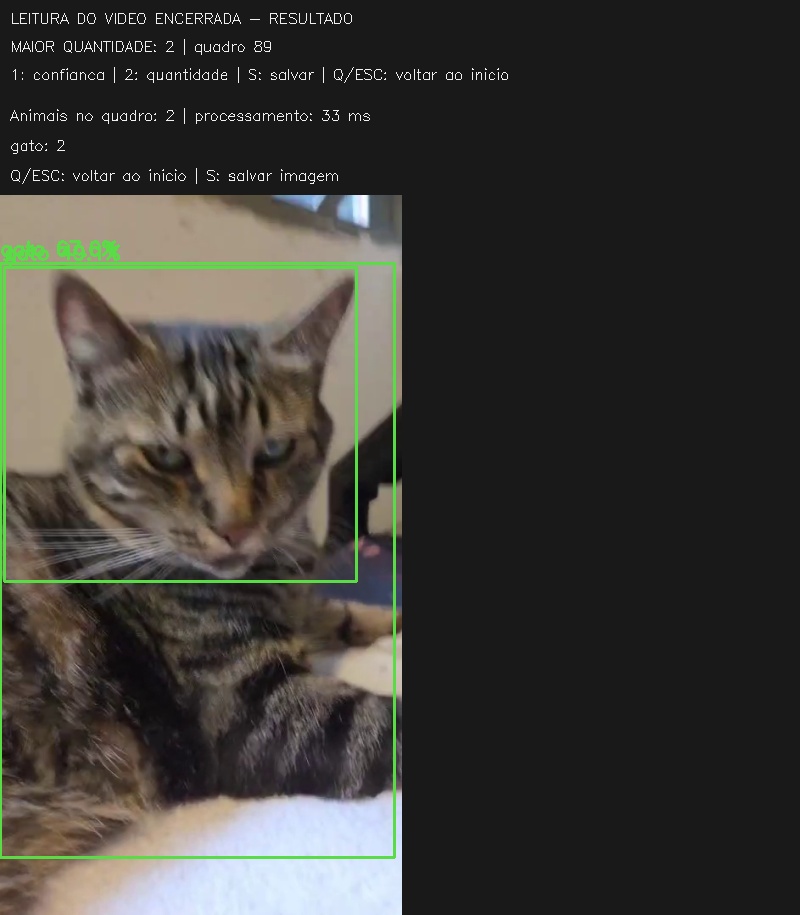 LEITURA DO VIDEO ENCERRADA – RESULTADO
MAIOR QUANTIDADE: 2 | quadro 89
1: confianca | 2: quantidade | S: salvar | Q/ESC: voltar ao inicio
Animais no quadro: 2 | processamento: 33 ms
gato: 2
Q/ESC: voltar ao inicio | S: salvar imagem
gato